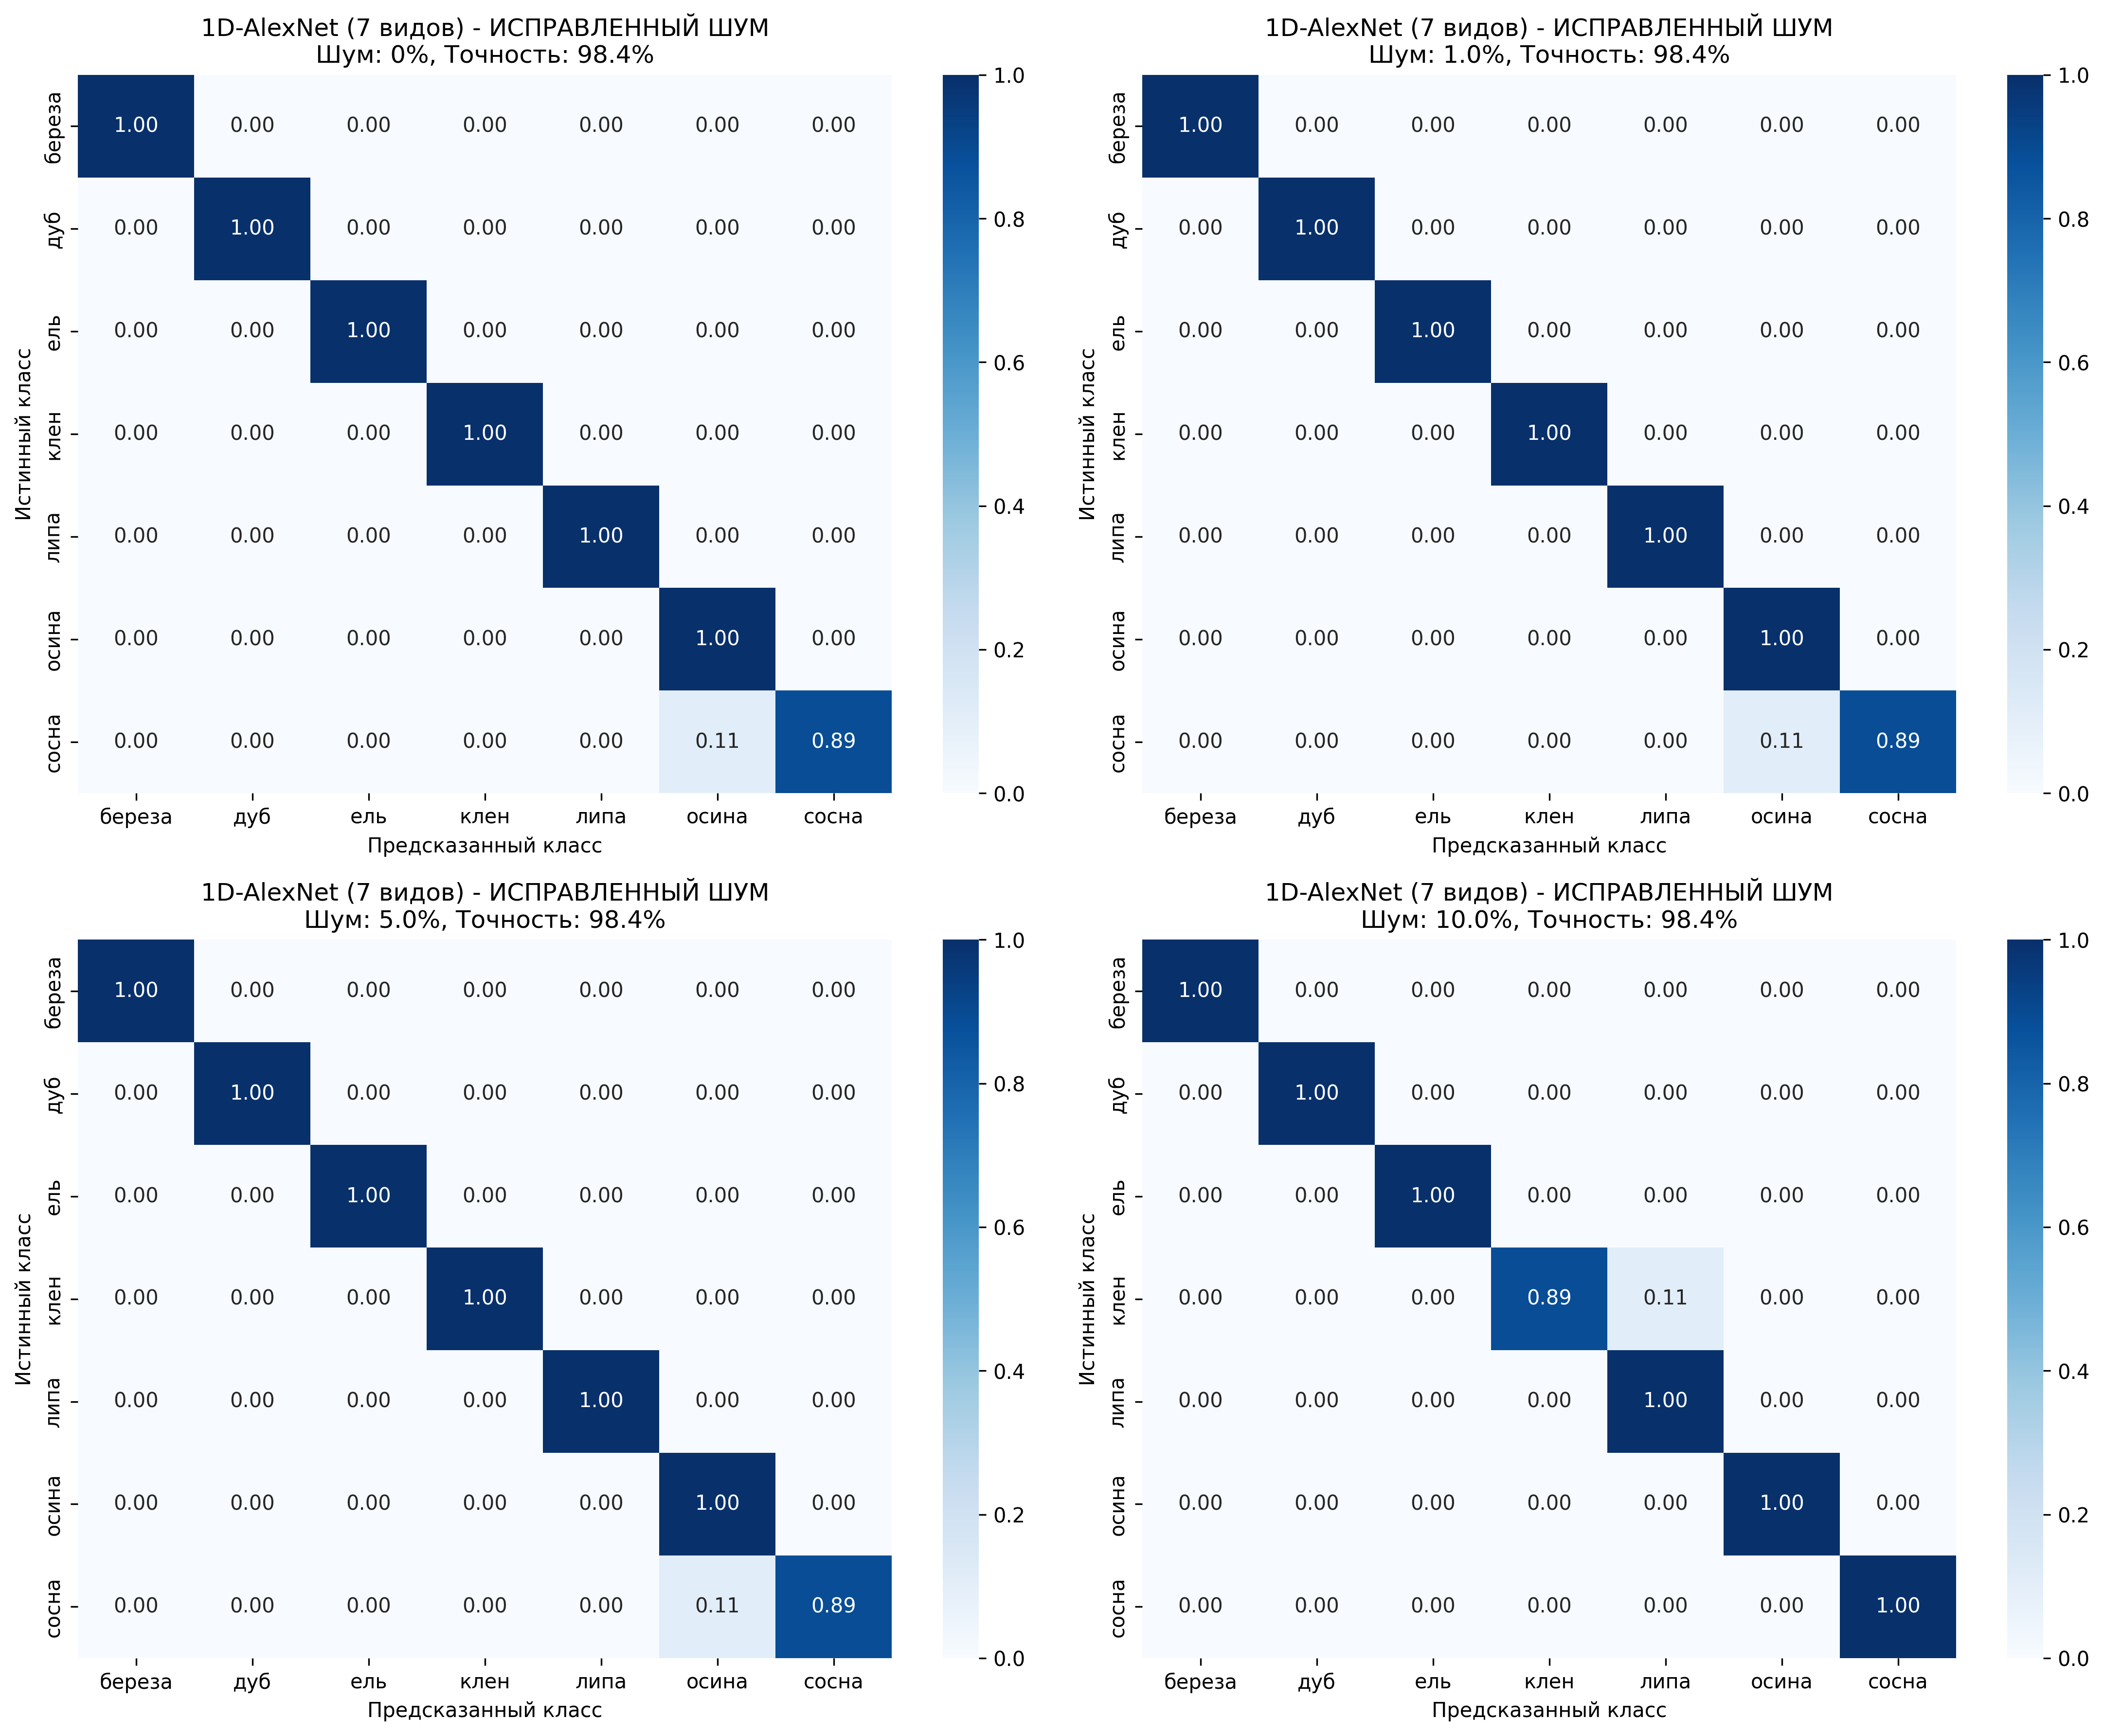 1D-AlexNet (7 видов) - ИСПРАВЛЕННЫЙ ШУМ
Шум: 0%, Точность: 98.4%
Истинный класс
береза 1.00 0.00 0.00 0.00 0.00 0.00 0.00
дуб 0.00 1.00 0.00 0.00 0.00 0.00 0.00
ель 0.00 0.00 1.00 0.00 0.00 0.00 0.00
клен 0.00 0.00 0.00 1.00 0.00 0.00 0.00
липа 0.00 0.00 0.00 0.00 1.00 0.00 0.00
осина 0.00 0.00 0.00 0.00 0.00 1.00 0.00
сосна 0.00 0.00 0.00 0.00 0.00 0.11 0.89
береза дуб ель клен липа осина сосна
Предсказанный класс
1.0
0.8
0.6
0.4
0.2
0.0
1D-AlexNet (7 видов) - ИСПРАВЛЕННЫЙ ШУМ
Шум: 1.0%, Точность: 98.4%
Истинный класс
береза 1.00 0.00 0.00 0.00 0.00 0.00 0.00
дуб 0.00 1.00 0.00 0.00 0.00 0.00 0.00
ель 0.00 0.00 1.00 0.00 0.00 0.00 0.00
клен 0.00 0.00 0.00 1.00 0.00 0.00 0.00
липа 0.00 0.00 0.00 0.00 1.00 0.00 0.00
осина 0.00 0.00 0.00 0.00 0.00 1.00 0.00
сосна 0.00 0.00 0.00 0.00 0.00 0.11 0.89
береза дуб ель клен липа осина сосна
Предсказанный класс
1.0
0.8
0.6
0.4
0.2
0.0
1D-AlexNet (7 видов) - ИСПРАВЛЕННЫЙ ШУМ
Шум: 5.0%, Точность: 98.4%
Истинный класс
береза 1.00 0.00 0.00 0.00 0.00 0.00 0.00
дуб 0.00 1.00 0.00 0.00 0.00 0.00 0.00
ель 0.00 0.00 1.00 0.00 0.00 0.00 0.00
клен 0.00 0.00 0.00 1.00 0.00 0.00 0.00
липа 0.00 0.00 0.00 0.00 1.00 0.00 0.00
осина 0.00 0.00 0.00 0.00 0.00 1.00 0.00
сосна 0.00 0.00 0.00 0.00 0.00 0.11 0.89
береза дуб ель клен липа осина сосна
Предсказанный класс
1.0
0.8
0.6
0.4
0.2
0.0
1D-AlexNet (7 видов) - ИСПРАВЛЕННЫЙ ШУМ
Шум: 10.0%, Точность: 98.4%
Истинный класс
береза 1.00 0.00 0.00 0.00 0.00 0.00 0.00
дуб 0.00 1.00 0.00 0.00 0.00 0.00 0.00
ель 0.00 0.00 1.00 0.00 0.00 0.00 0.00
клен 0.00 0.00 0.00 0.89 0.11 0.00 0.00
липа 0.00 0.00 0.00 0.00 1.00 0.00 0.00
осина 0.00 0.00 0.00 0.00 0.00 1.00 0.00
сосна 0.00 0.00 0.00 0.00 0.00 0.00 1.00
береза дуб ель клен липа осина сосна
Предсказанный класс
1.0
0.8
0.6
0.4
0.2
0.0